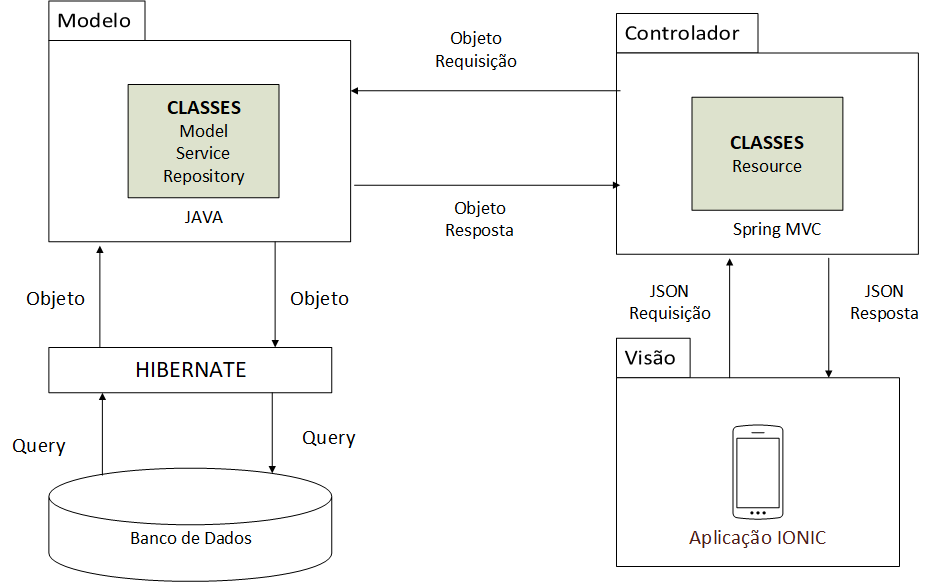 Modelo
CLASSES
Model
Service
Repository
JAVA
Objeto
Requisição
Objeto
Resposta
Controlador
CLASSES
Resource
Spring MVC
Objeto
Objeto
HIBERNATE
Query
Query
Banco de Dados
JSON
Requisição
JSON
Resposta
Visão
Aplicação IONIC